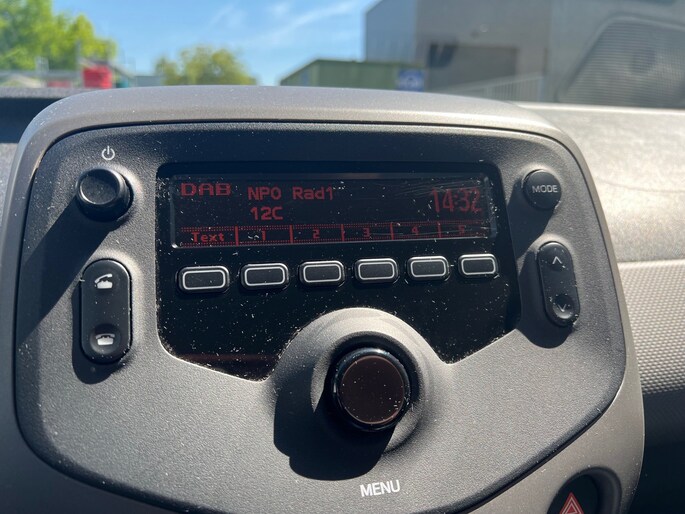 DAB NPO Rad1 14:32
12C
Text 1 2 3 4 5
MODE
MENU